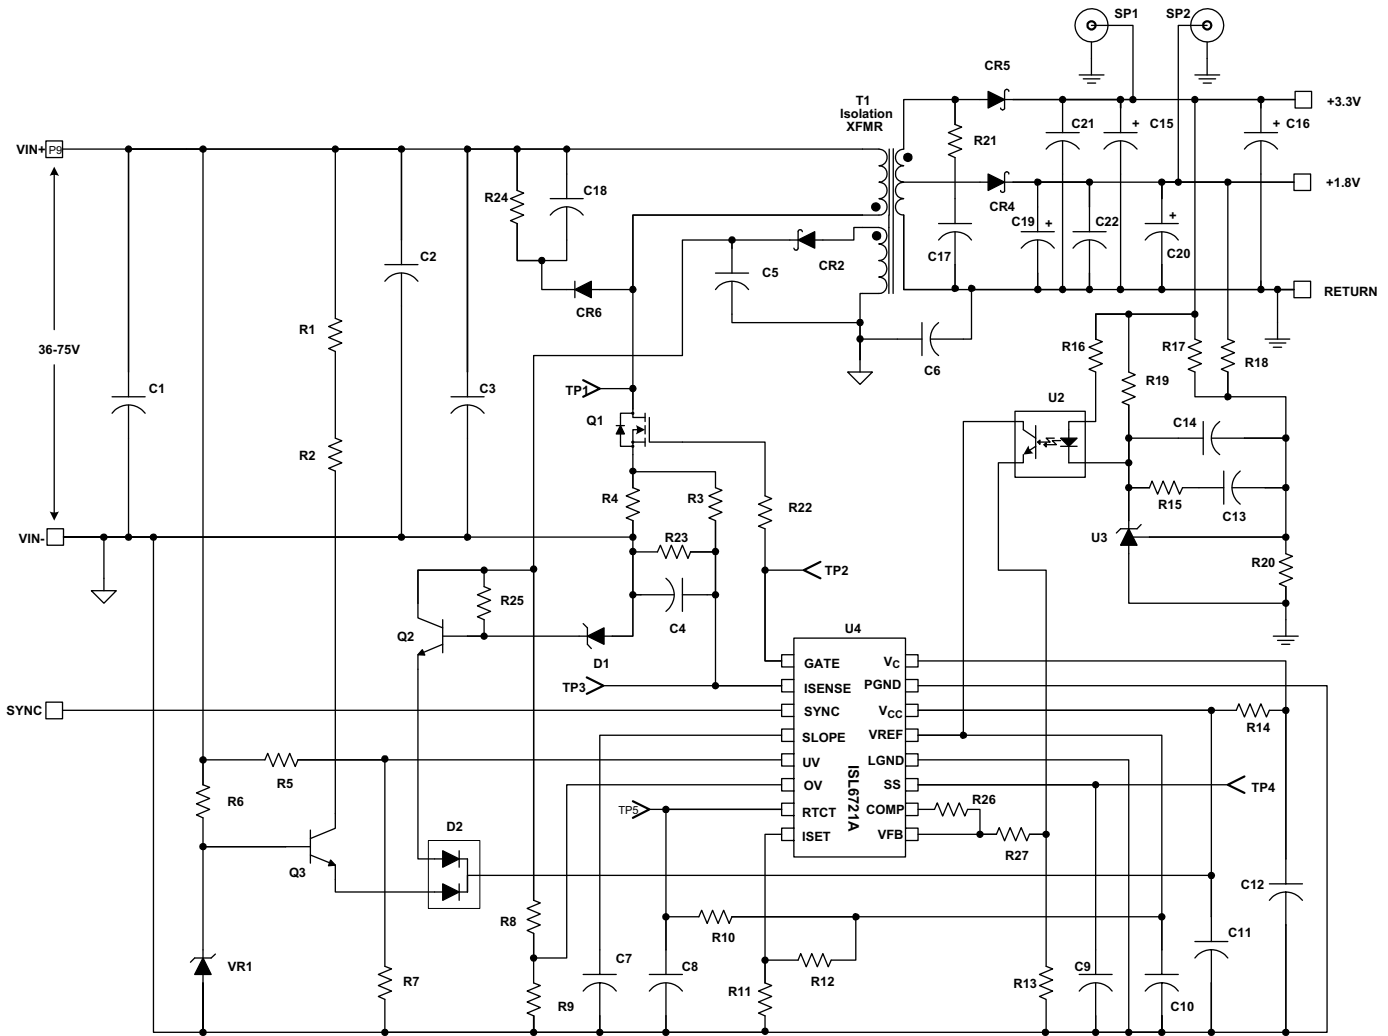 SP1 SP2
CR5
T1
Isolation
XFMR
+3.3V
C21 C15 + C16 +
R21
VIN+ P9
+1.8V
R24 C18
CR4
C19 + C22 + C20
C17
CR2
C5
C2
RETURN
CR6
R1
36-75V
C6
R16 R17 R18
R19
C1 C3
TP1
U2
Q1
C14
R2
R4 R3
R22
R15 C13
VIN-
R23
U3
TP2
R20
R25
C4
Q2
D1
U4
GATE VC
TP3 ISENSE PGND
SYNC SYNC VCC
R14
SLOPE VREF
UV LGND
R5
OV SS TP4
R6
ISL6721A
TP5 RTCT COMP R26
ISET VFB
R27
D2
Q3
C12
R8
R10
C11
C7 C8
R12
VR1
R7
R9
R11
R13
C9
C10